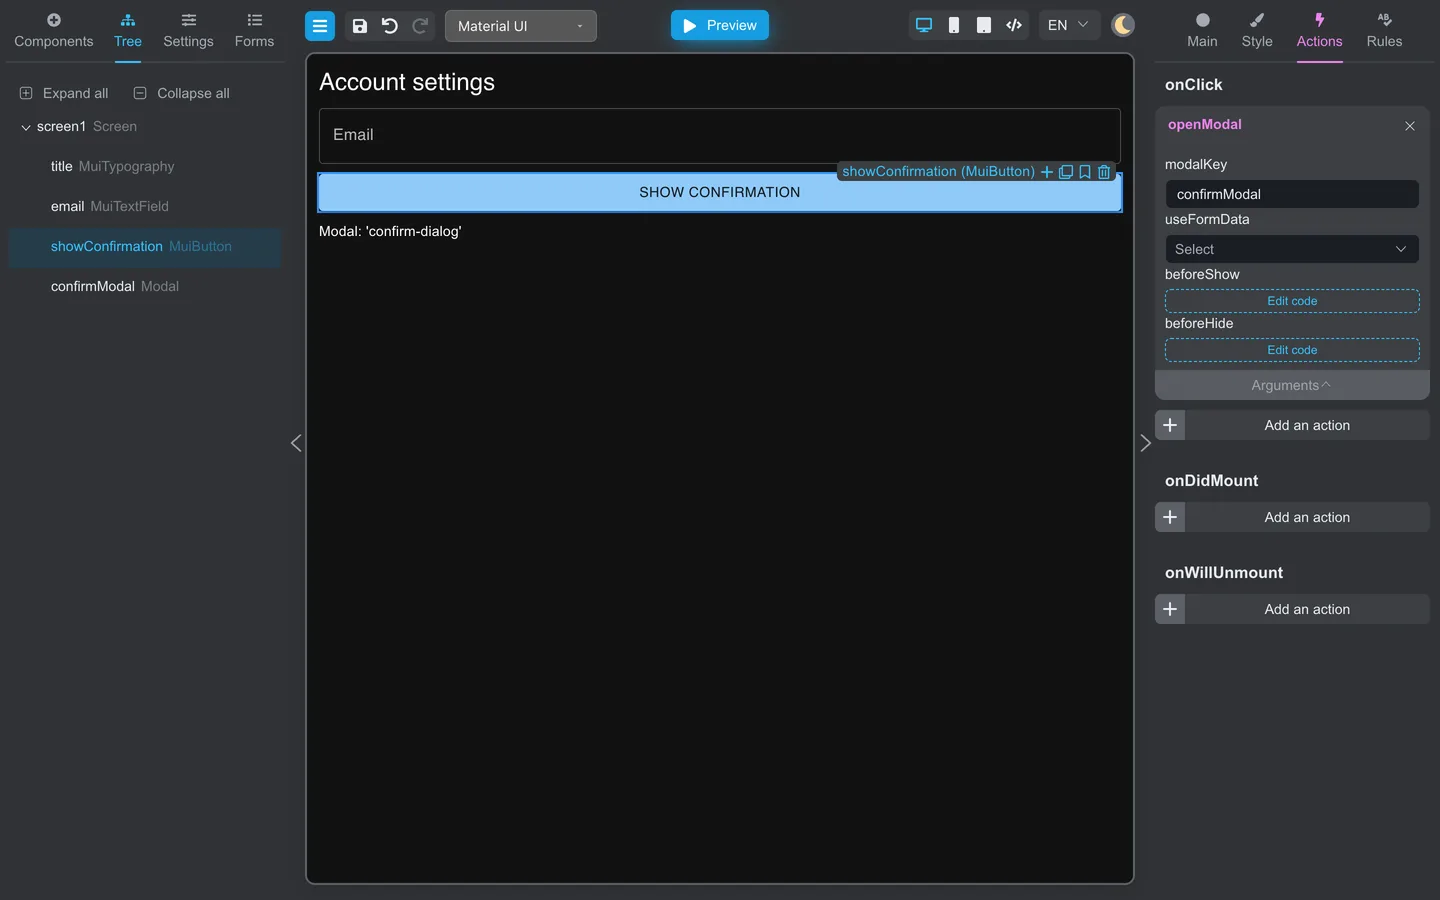 Components
Tree
Settings
Forms
Material UI
Preview
EN
Main
Style
Actions
AB
Rules
Expand all
Collapse all
screen1 Screen
title MuiTypography
email MuiTextField
showConfirmation MuiButton
confirmModal Modal
Account settings
Email
showConfirmation (MuiButton)
SHOW CONFIRMATION
Modal: 'confirm-dialog'
onClick
openModal
modalKey
confirmModal
useFormData
Select
beforeShow
Edit code
beforeHide
Edit code
Arguments
Add an action
onDidMount
Add an action
onWillUnmount
Add an action